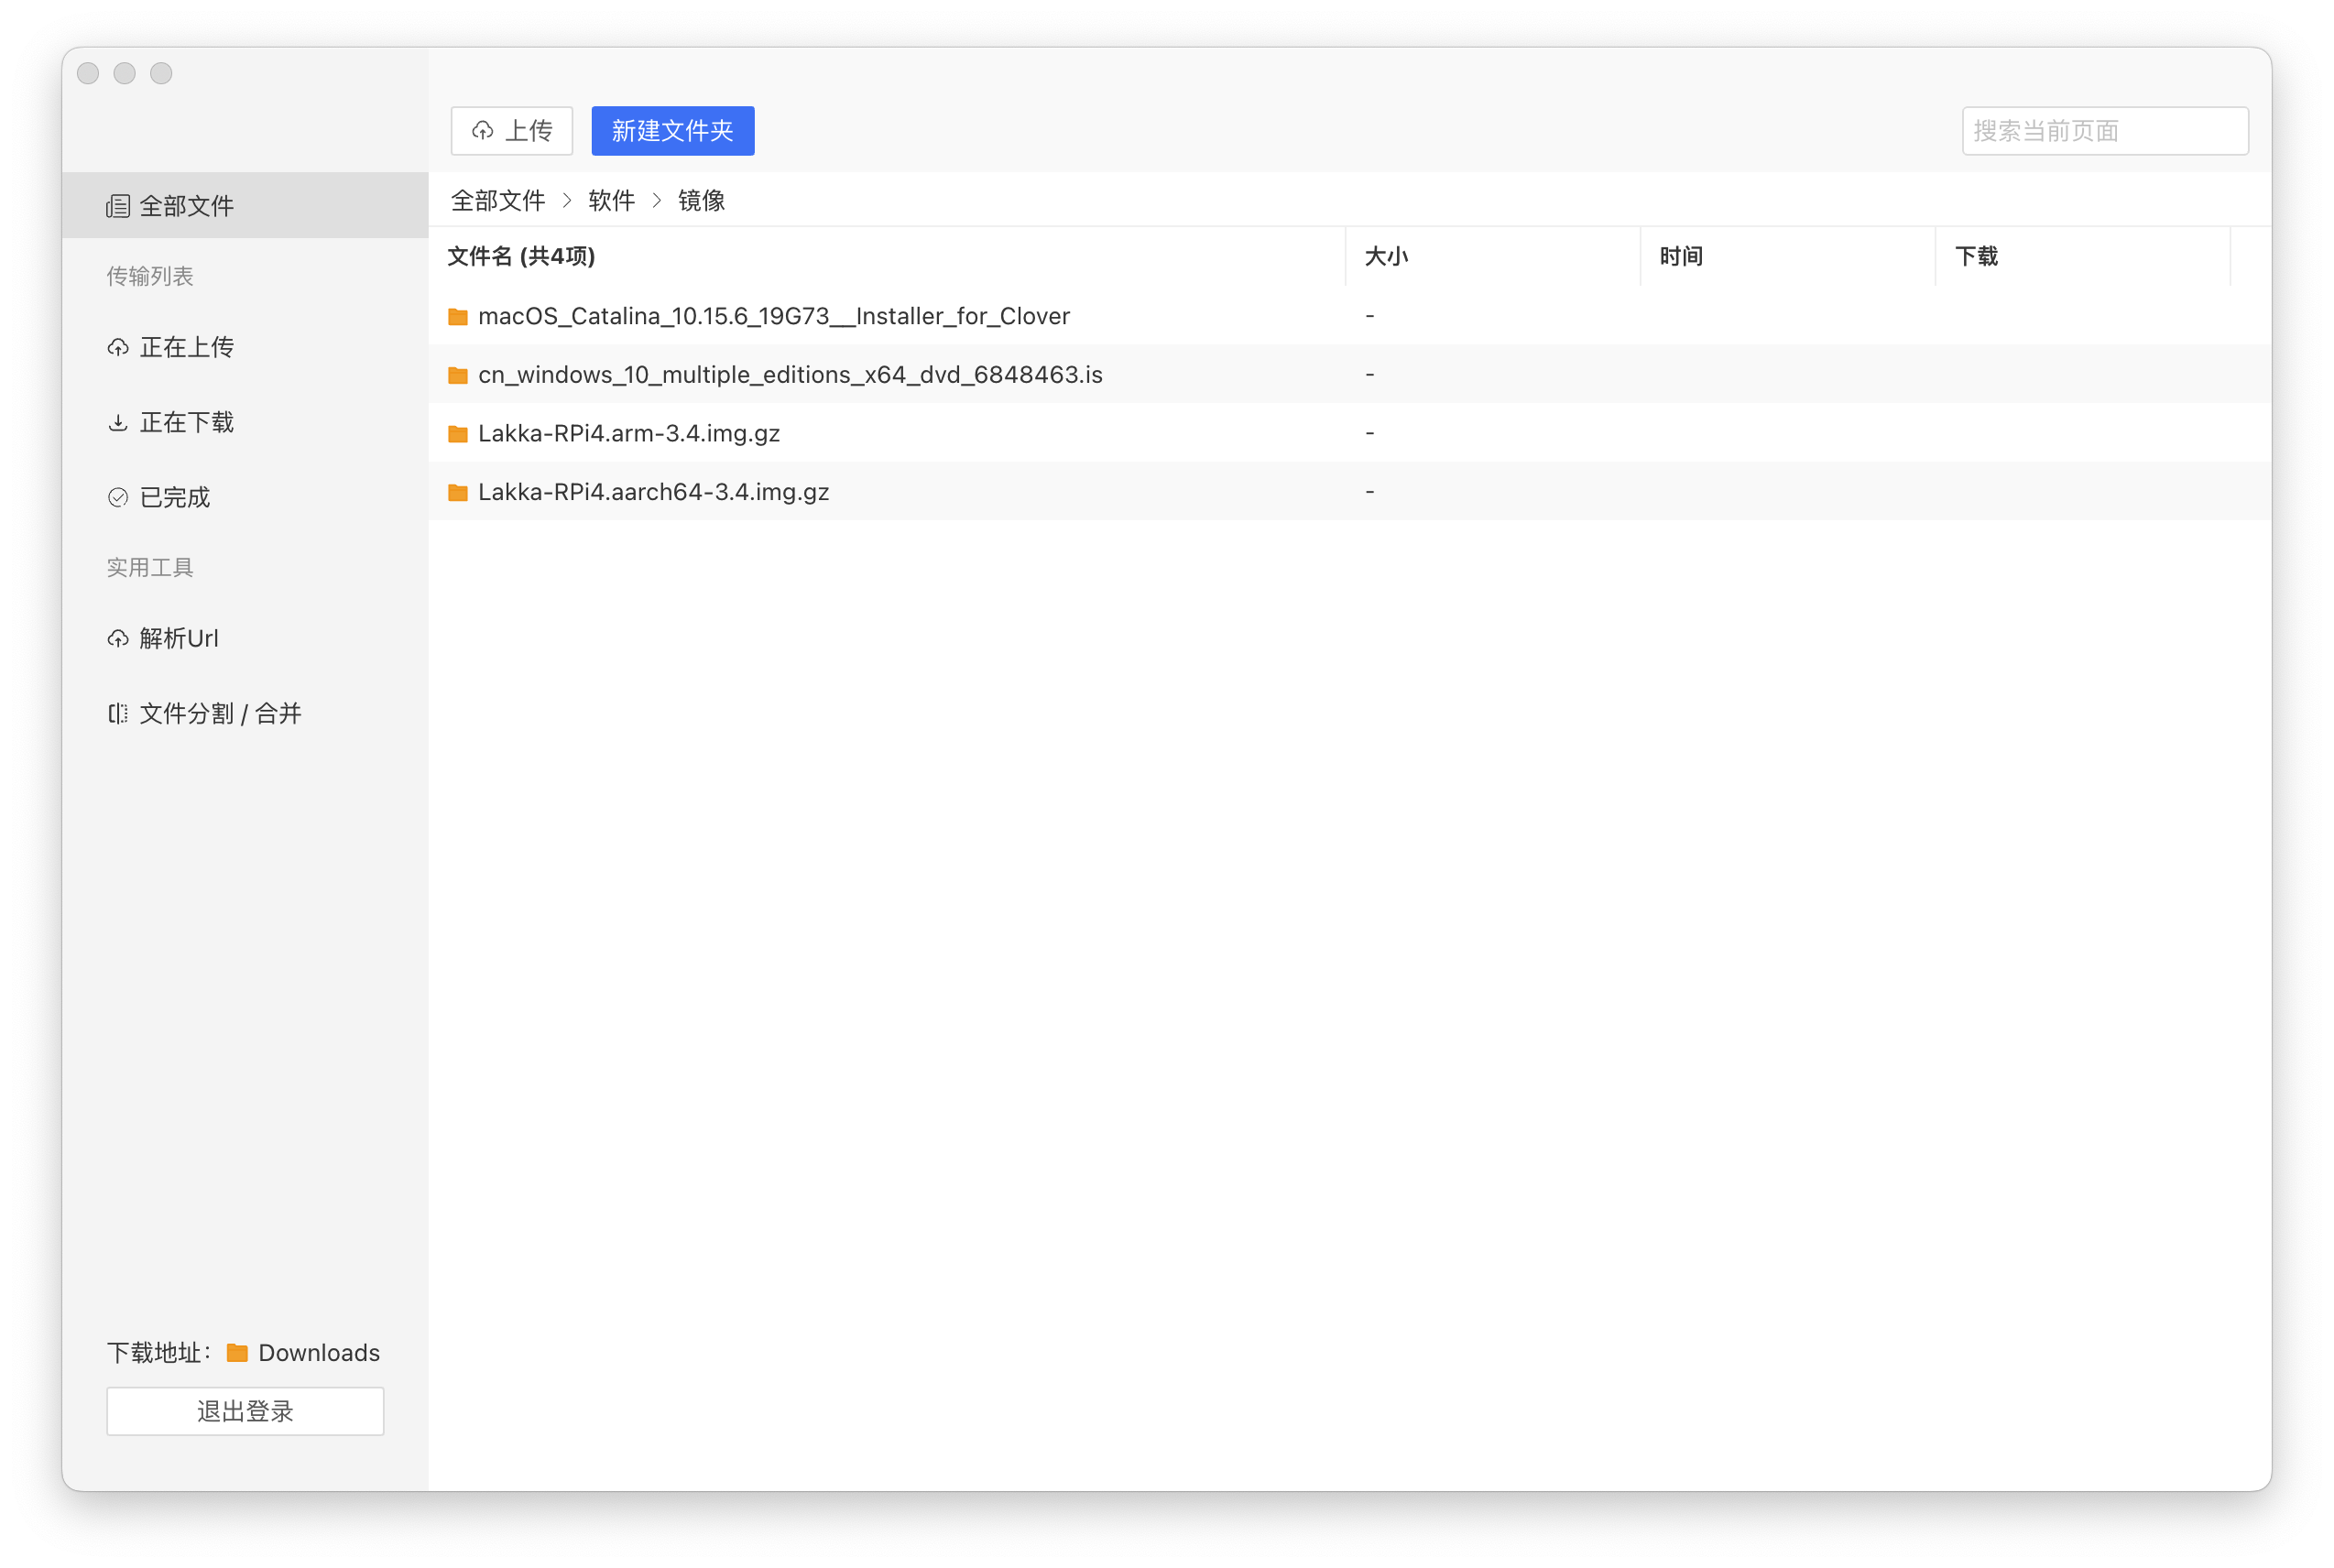 上传
新建文件夹
搜索当前页面
全部文件
传输列表
正在上传
正在下载
已完成
实用工具
解析Url
文件分割 / 合并
下载地址：
Downloads
退出登录
全部文件 > 软件 > 镜像
文件名 (共4项) 大小 时间 下载
macOS_Catalina_10.15.6_19G73__Installer_for_Clover -
cn_windows_10_multiple_editions_x64_dvd_6848463.is -
Lakka-RPi4.arm-3.4.img.gz -
Lakka-RPi4.aarch64-3.4.img.gz -